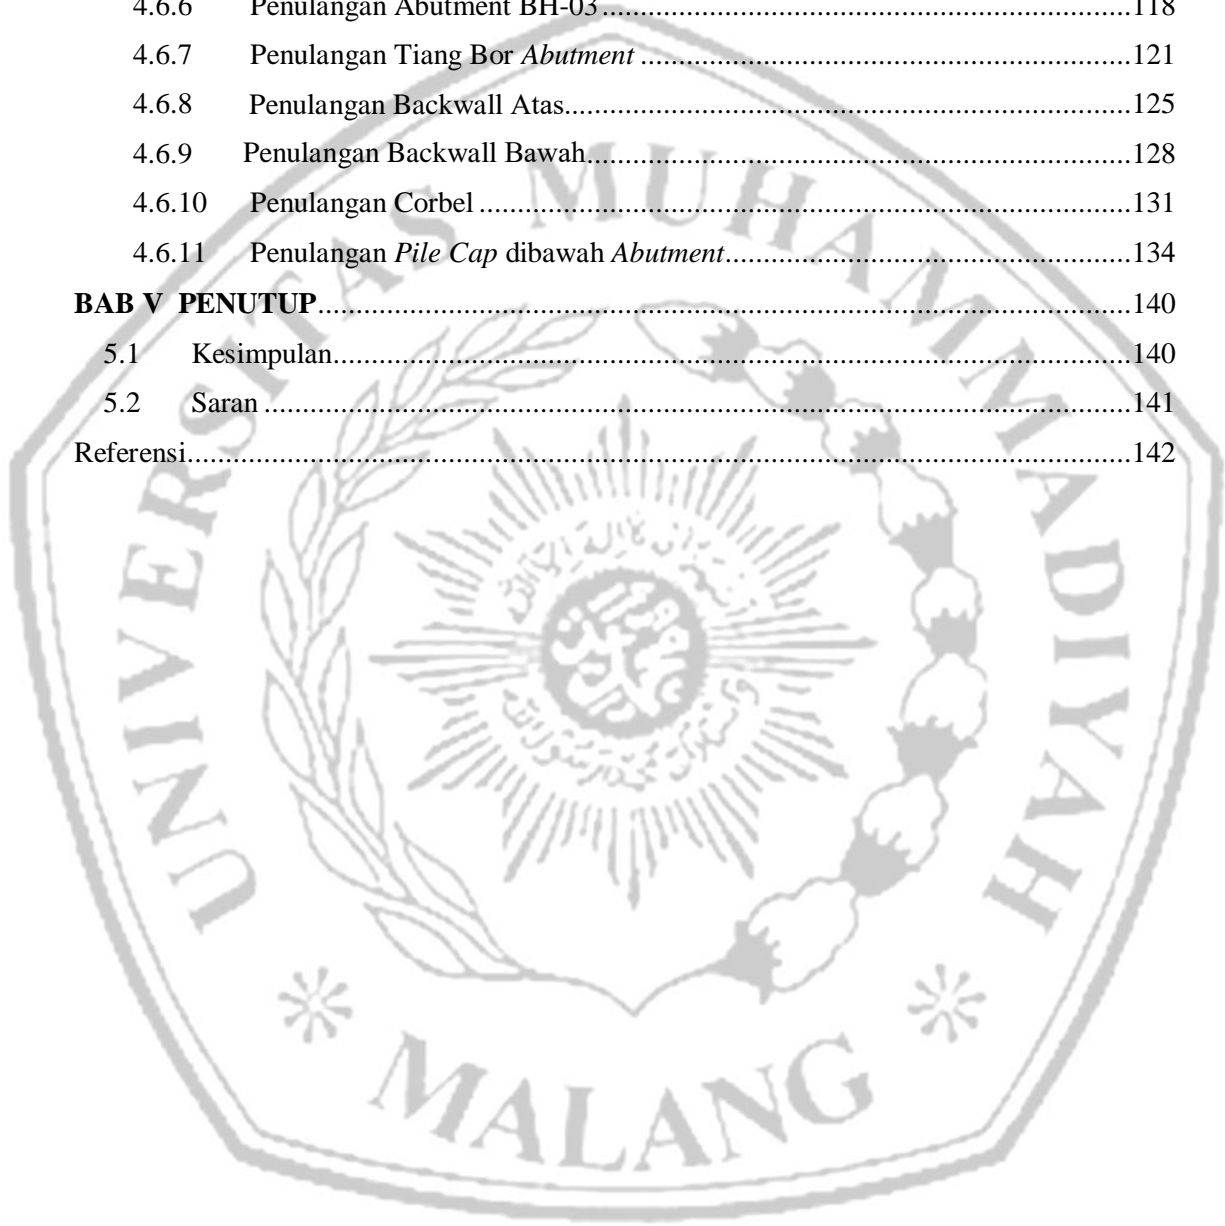 4.6.6 Penulangan Abutment BH-03.....118
4.6.7 Penulangan Tiang Bor Abutment.....121
4.6.8 Penulangan Backwall Atas.....125
4.6.9 Penulangan Backwall Bawah.....128
4.6.10 Penulangan Corbel.....131
4.6.11 Penulangan Pile Cap dibawah Abutment.....134
BAB V PENUTUP.....140
5.1 Kesimpulan.....140
5.2 Saran.....141
Referensi.....142
UNIVERSITAS MUHAMMADIYAH
MALANG